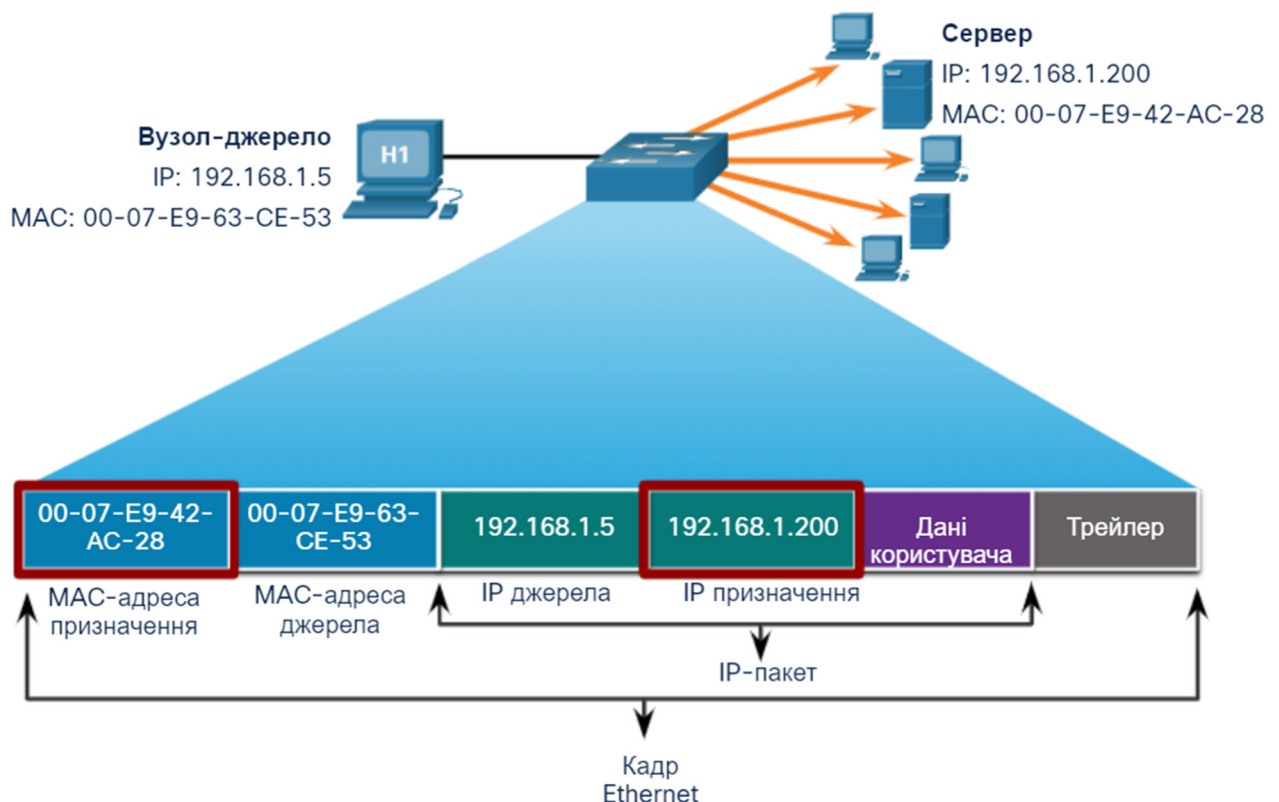 Сервер
IP: 192.168.1.200
MAC: 00-07-E9-42-AC-28
Вузол-джерело
IP: 192.168.1.5
MAC: 00-07-E9-63-CE-53
H1
00-07-E9-42-
AC-28
00-07-E9-63-
CE-53
192.168.1.5
192.168.1.200
Дані
користувача
Трейлер
MAC-адреса
призначення
MAC-адреса
джерела
IP джерела
IP призначення
IP-пакет
Кадр
Ethernet